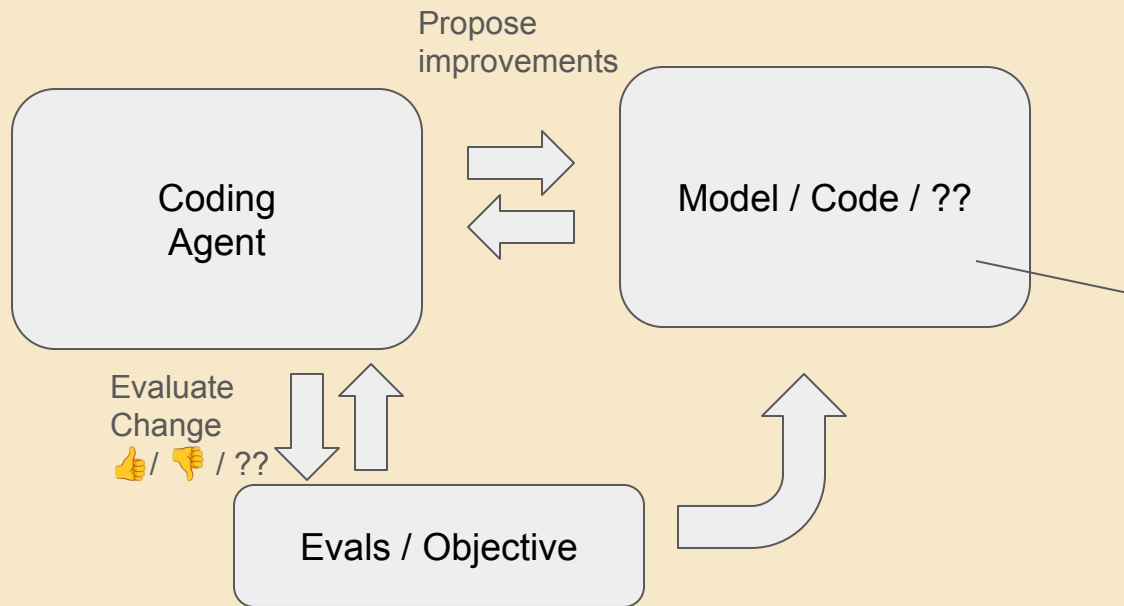 Propose
improvements
Coding
Agent
Model / Code / ??
Evaluate
Change
👍/ 👎 / ??
Evals / Objective